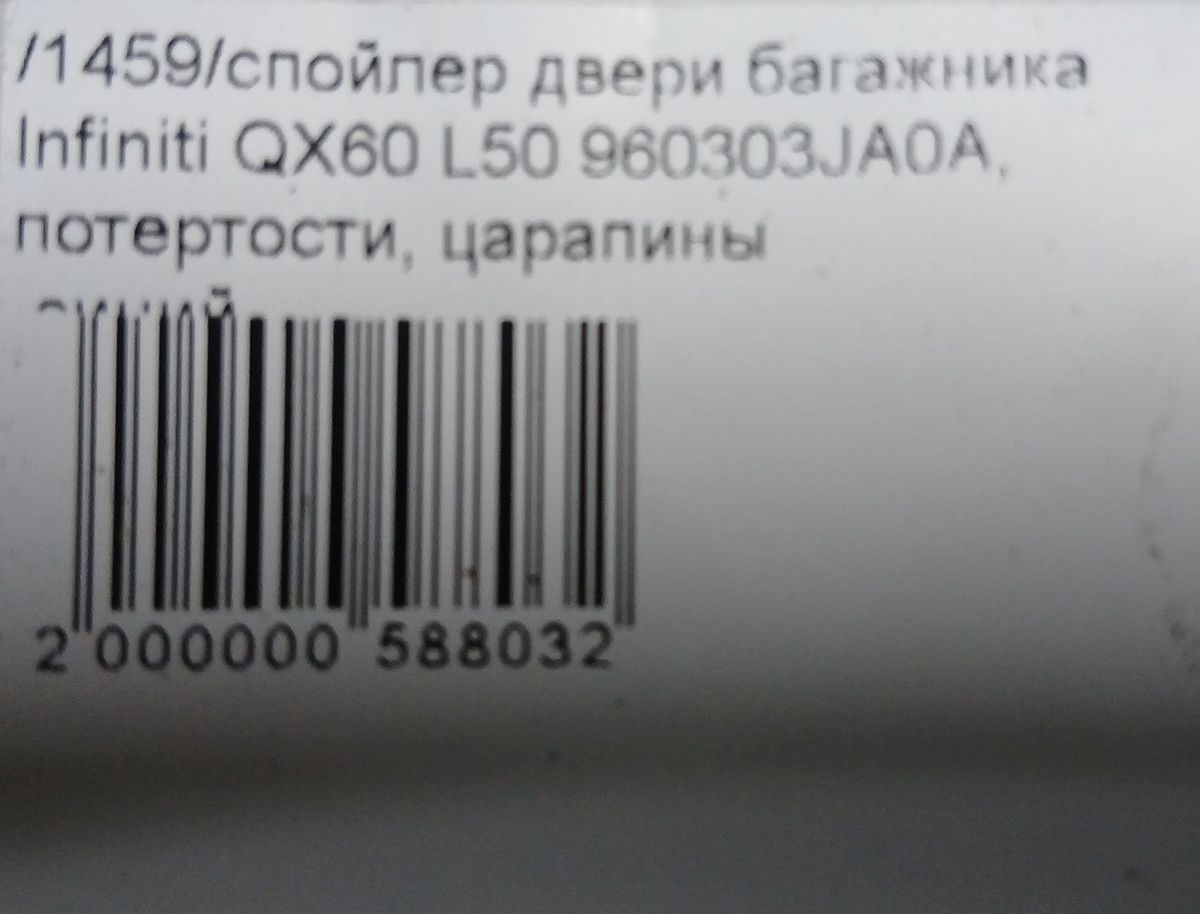 /1459/спойлер двери багажника
Infiniti QX60 L50 960303JA0A,
потертости, царапины
2 000000 588032